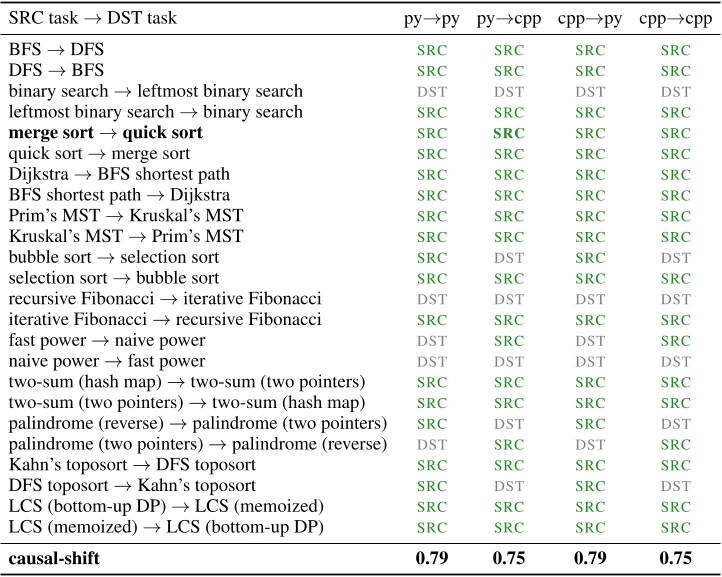 SRC task → DST task py→py py→cpp cpp→py cpp→cpp
BFS → DFS SRC SRC SRC SRC
DFS → BFS SRC SRC SRC SRC
binary search → leftmost binary search DST DST DST DST
leftmost binary search → binary search SRC SRC SRC SRC
merge sort → quick sort SRC SRC SRC SRC
quick sort → merge sort SRC SRC SRC SRC
Dijkstra → BFS shortest path SRC SRC SRC SRC
BFS shortest path → Dijkstra SRC SRC SRC SRC
Prim's MST → Kruskal's MST SRC SRC SRC SRC
Kruskal's MST → Prim's MST SRC SRC SRC SRC
bubble sort → selection sort SRC DST SRC DST
selection sort → bubble sort SRC SRC SRC SRC
recursive Fibonacci → iterative Fibonacci DST DST DST DST
iterative Fibonacci → recursive Fibonacci SRC SRC SRC SRC
fast power → naive power DST SRC DST SRC
naive power → fast power DST DST DST DST
two-sum (hash map) → two-sum (two pointers) SRC SRC SRC SRC
two-sum (two pointers) → two-sum (hash map) SRC SRC SRC SRC
palindrome (reverse) → palindrome (two pointers) SRC DST SRC DST
palindrome (two pointers) → palindrome (reverse) DST SRC DST SRC
Kahn's toposort → DFS toposort SRC SRC SRC SRC
DFS toposort → Kahn's toposort SRC DST SRC DST
LCS (bottom-up DP) → LCS (memoized) SRC SRC SRC SRC
LCS (memoized) → LCS (bottom-up DP) SRC SRC SRC SRC
causal-shift 0.79 0.75 0.79 0.75